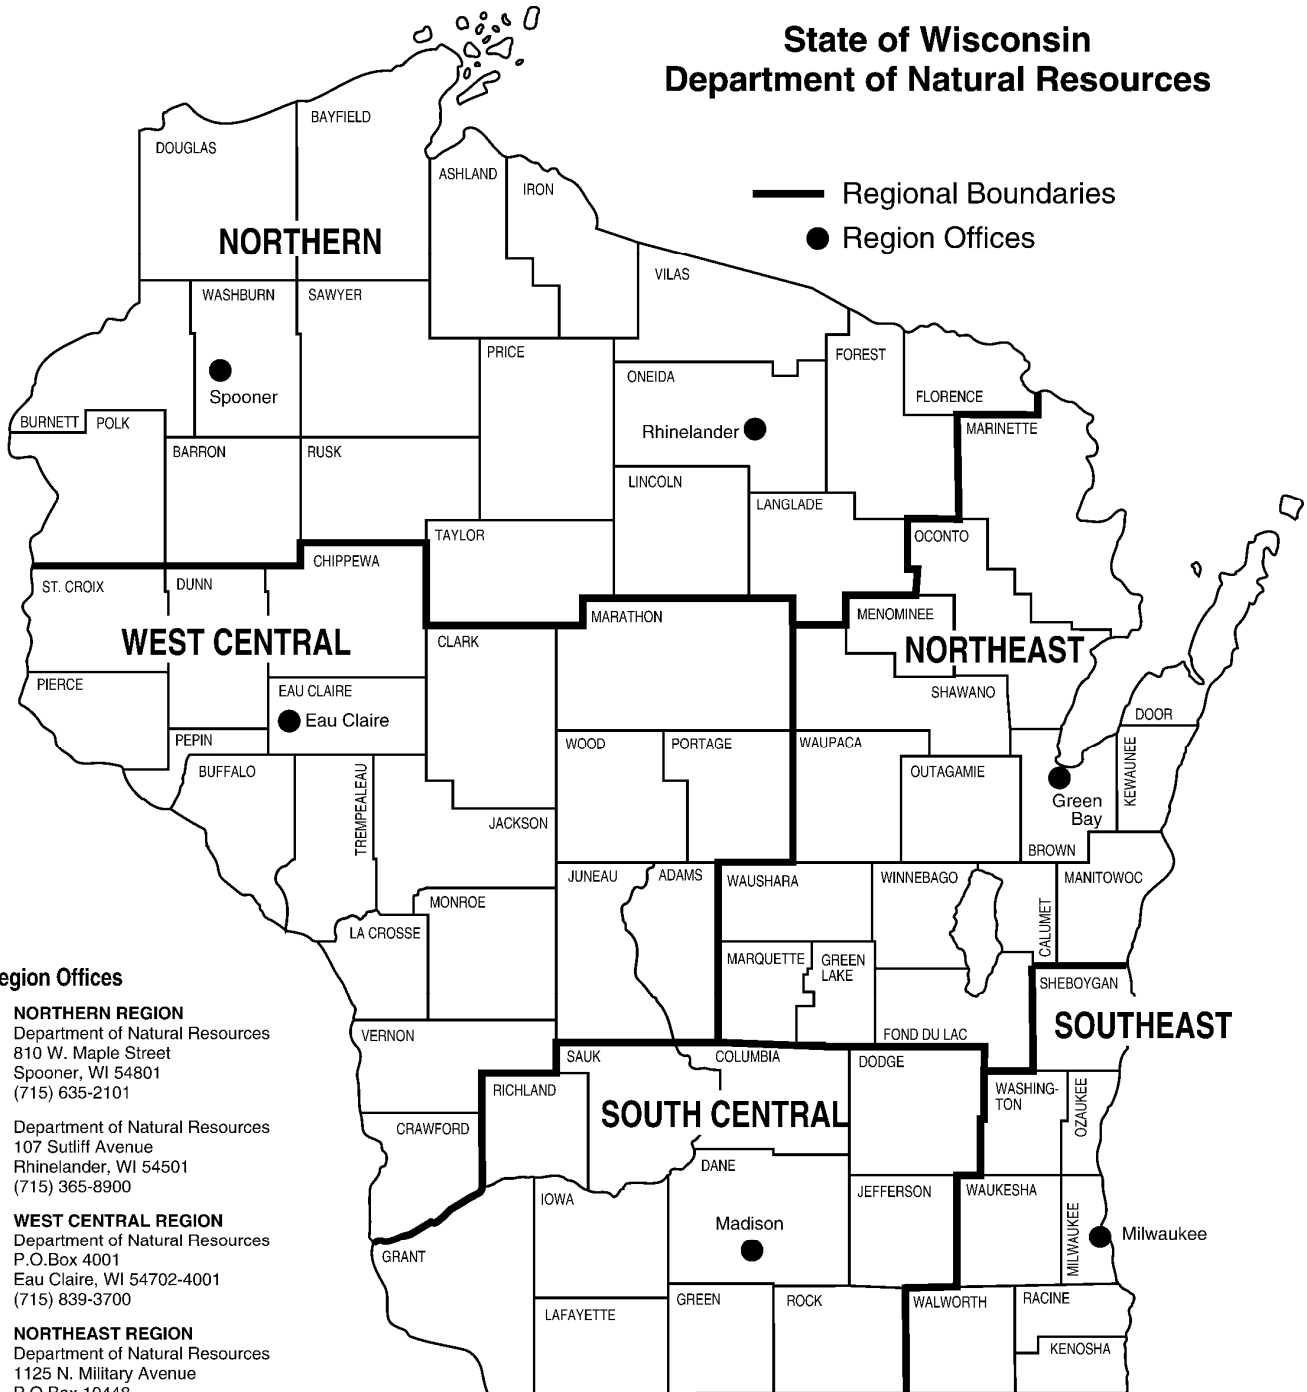 State of Wisconsin
Department of Natural Resources
Regional Boundaries
Region Offices
BAYFIELD
DOUGLAS
ASHLAND
IRON
NORTHERN
VILAS
WASHBURN
SAWYER
PRICE
FOREST
ONEIDA
Spooner
FLORENCE
BURNETT
POLK
Rhinelander
MARINETTE
BARRON
RUSK
LINCOLN
LANGLADE
TAYLOR
OCONTO
CHIPPEWA
ST. CROIX
DUNN
MARATHON
MENOMINEE
WEST CENTRAL
CLARK
NORTHEAST
PIERCE
EAU CLAIRE
SHAWANO
Eau Claire
DOOR
PEPIN
WOOD
PORTAGE
WAUPACA
BUFFALO
OUTAGAMIE
KEWAUNEE
TREMPEALEAU
Green
Bay
JACKSON
BROWN
JUNEAU
ADAMS
WAUSHARA
WINNEBAGO
MANITOWOC
MONROE
CALUMET
LA CROSSE
MARQUETTE
GREEN
LAKE
SHEBOYGAN
SOUTHEAST
VERNON
FOND DU LAC
SAUK
COLUMBIA
DODGE
RICHLAND
WASHING-
TON
OZAUKEE
SOUTH CENTRAL
CRAWFORD
DANE
IOWA
JEFFERSON
WAUKESHA
Madison
MILWAUKEE
Milwaukee
GRANT
LAFAYETTE
GREEN
ROCK
WALWORTH
RACINE
KENOSHA
egion Offices
NORTHERN REGION
Department of Natural Resources
810 W. Maple Street
Spooner, WI 54801
(715) 635-2101
Department of Natural Resources
107 Sutliff Avenue
Rhinelander, WI 54501
(715) 365-8900
WEST CENTRAL REGION
Department of Natural Resources
P.O.Box 4001
Eau Claire, WI 54702-4001
(715) 839-3700
NORTHEAST REGION
Department of Natural Resources
1125 N. Military Avenue
P.O.Box 10448